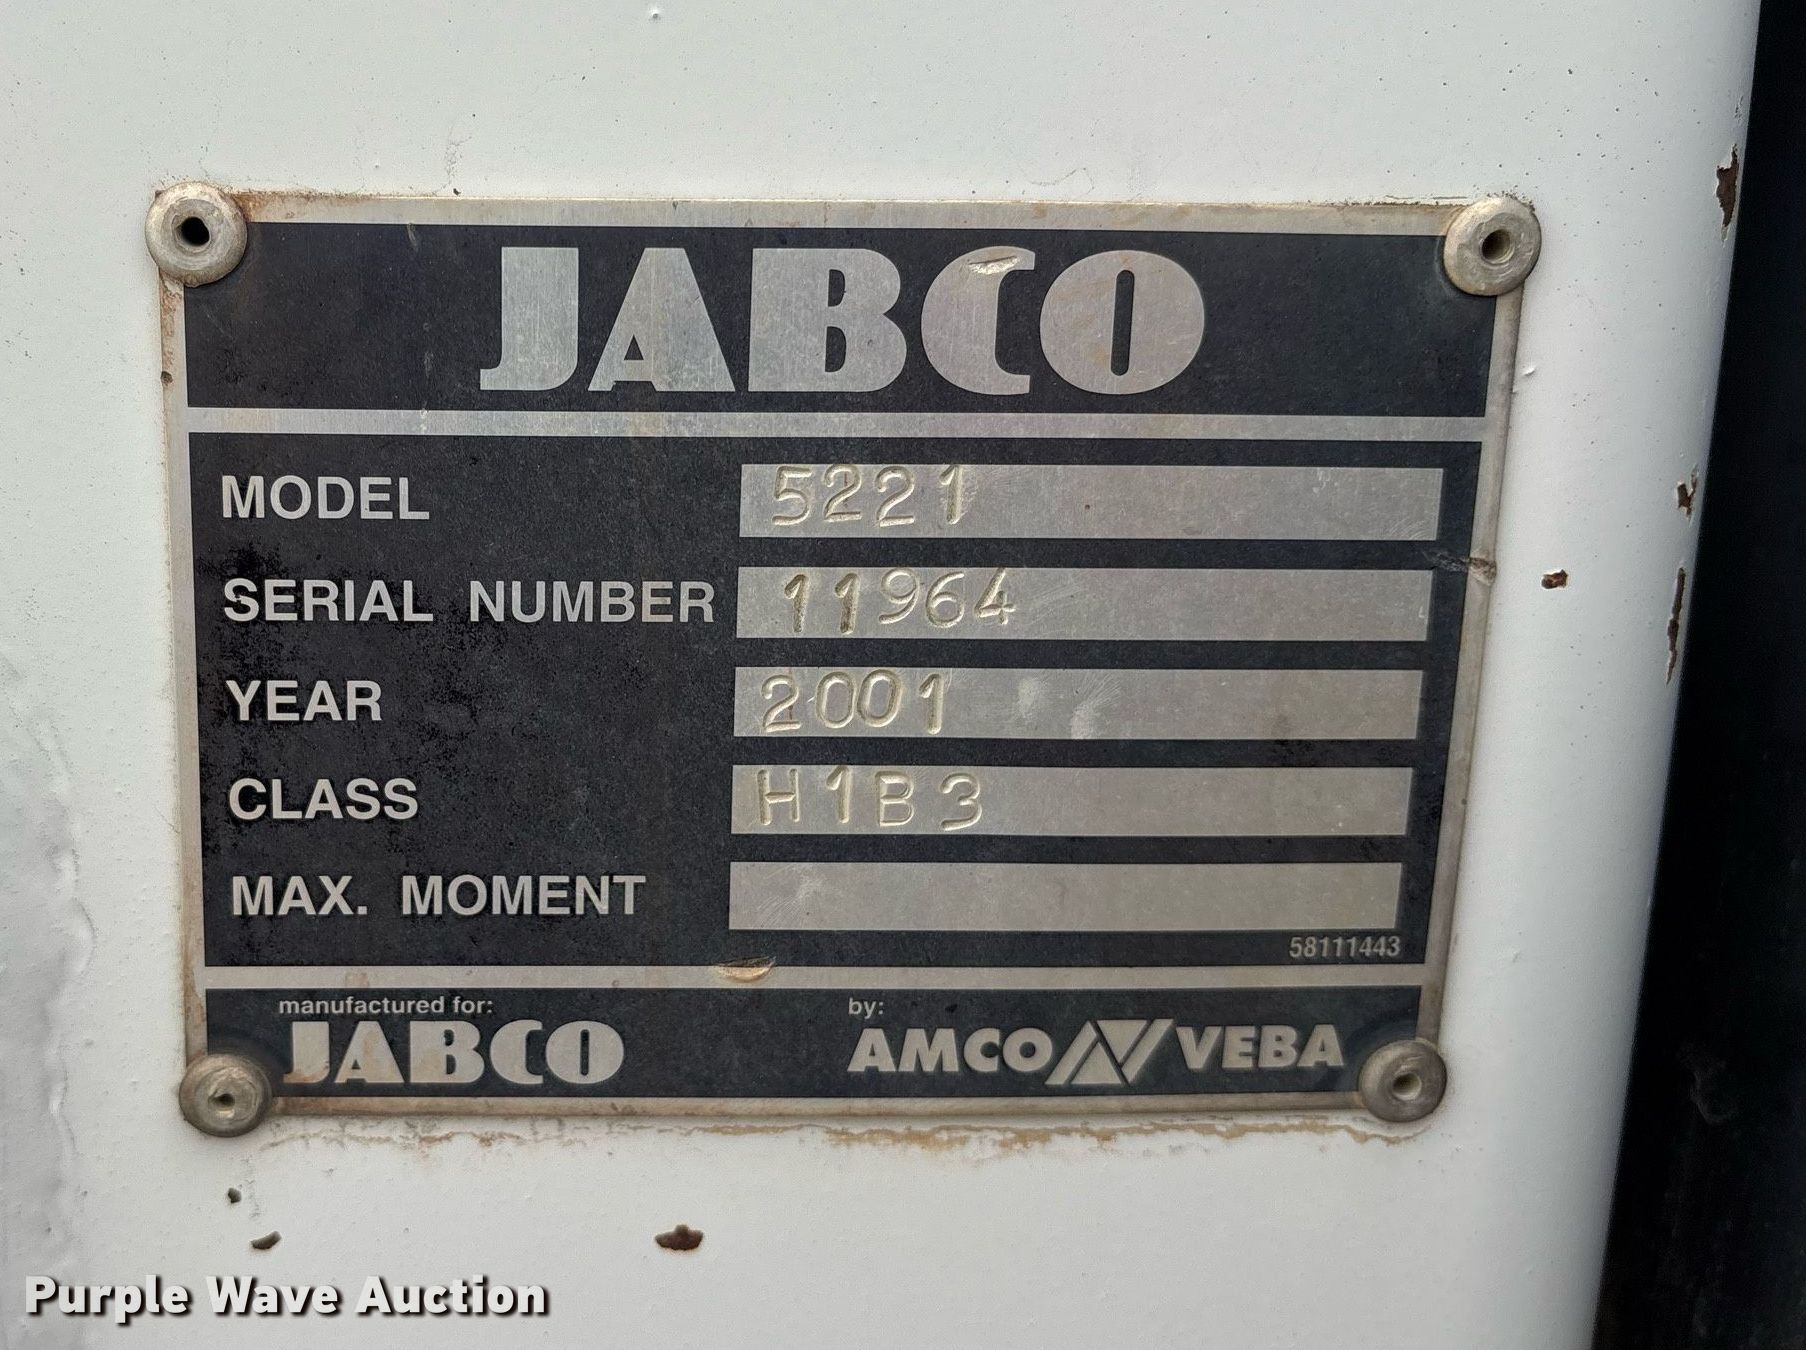 JABCO
MODEL 5221
SERIAL NUMBER 11964
YEAR 2001
CLASS H1B3
MAX. MOMENT
58111443
manufactured for: by:
JABCO AMCO VEBA
Purple Wave Auction